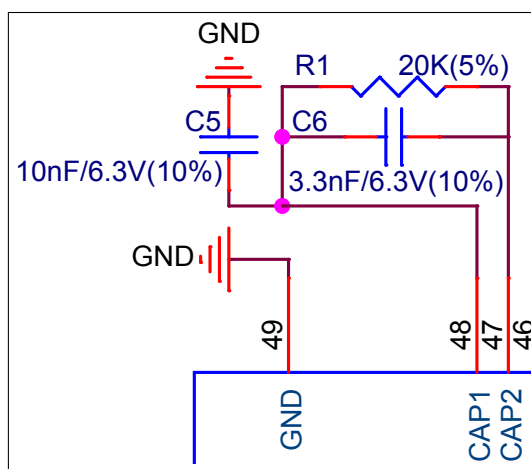 GND
R1 20K(5%)
C5 C6
10nF/6.3V(10%) 3.3nF/6.3V(10%)
GND
49 48 47 46
GND CAP1 CAP2